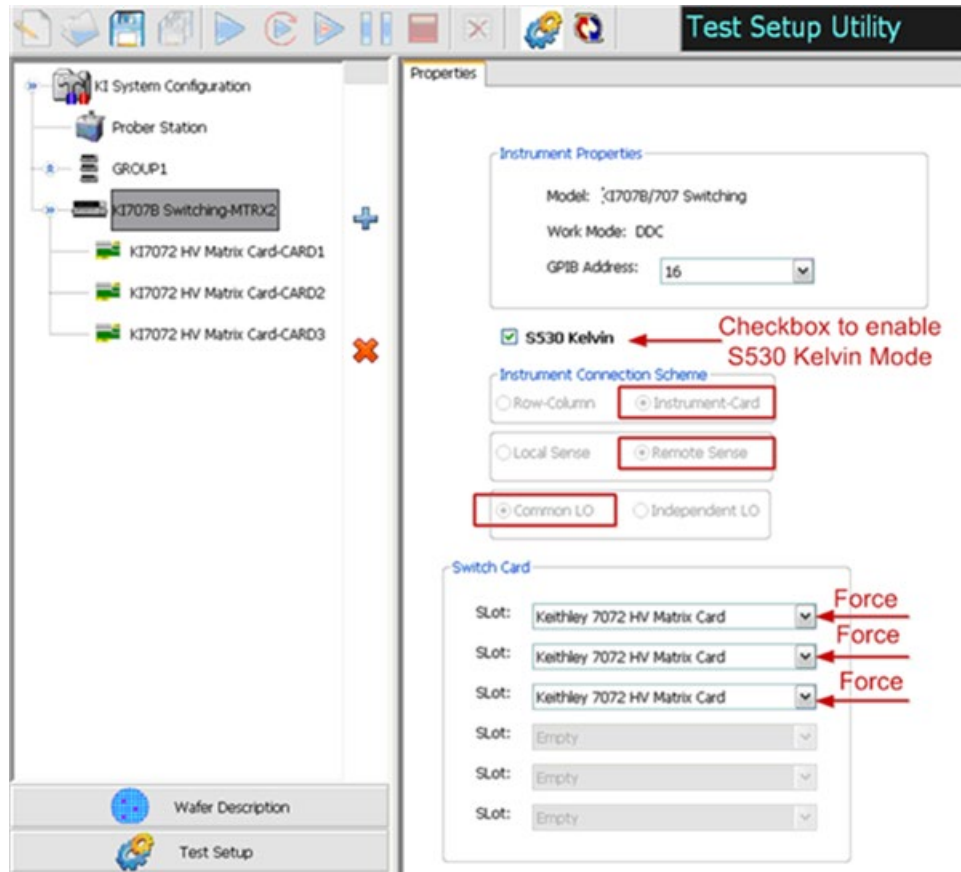 Test Setup Utility
KI System Configuration
Prober Station
GROUP1
KI707B Switching-MTRX2
KI7072 HV Matrix Card-CARD1
KI7072 HV Matrix Card-CARD2
KI7072 HV Matrix Card-CARD3
Wafer Description
Test Setup
Properties
Instrument Properties
Model: KI707B/707 Switching
Work Mode: DDC
GPIB Address: 16
S530 Kelvin
Checkbox to enable
S530 Kelvin Mode
Instrument Connection Scheme
Row-Column Instrument-Card
Local Sense Remote Sense
Common LO Independent LO
Switch Card
SLot: Keithley 7072 HV Matrix Card Force
SLot: Keithley 7072 HV Matrix Card Force
SLot: Keithley 7072 HV Matrix Card Force
SLot: Empty
SLot: Empty
SLot: Empty